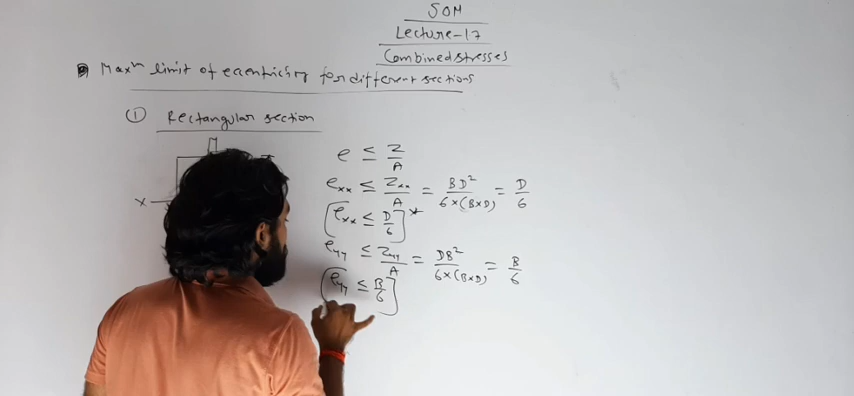 SOM
Lecture-17
Combined stresses
Maxm limit of eccentricity for different sections
① Rectangular section
e ≤ Z/A
exx ≤ Zxx/A = BD²/6×(B×D) = D/6
[exx ≤ D/6]*
eyy ≤ Zyy/A = DB²/6×(B×D) = B/6
[eyy ≤ B/6]
X